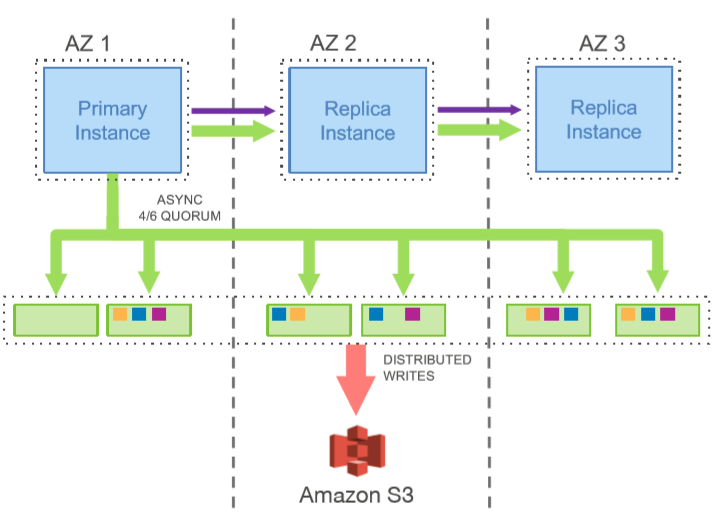 AZ 1
AZ 2
AZ 3
Primary
Instance
Replica
Instance
Replica
Instance
ASYNC
4/6 QUORUM
DISTRIBUTED
WRITES
Amazon S3